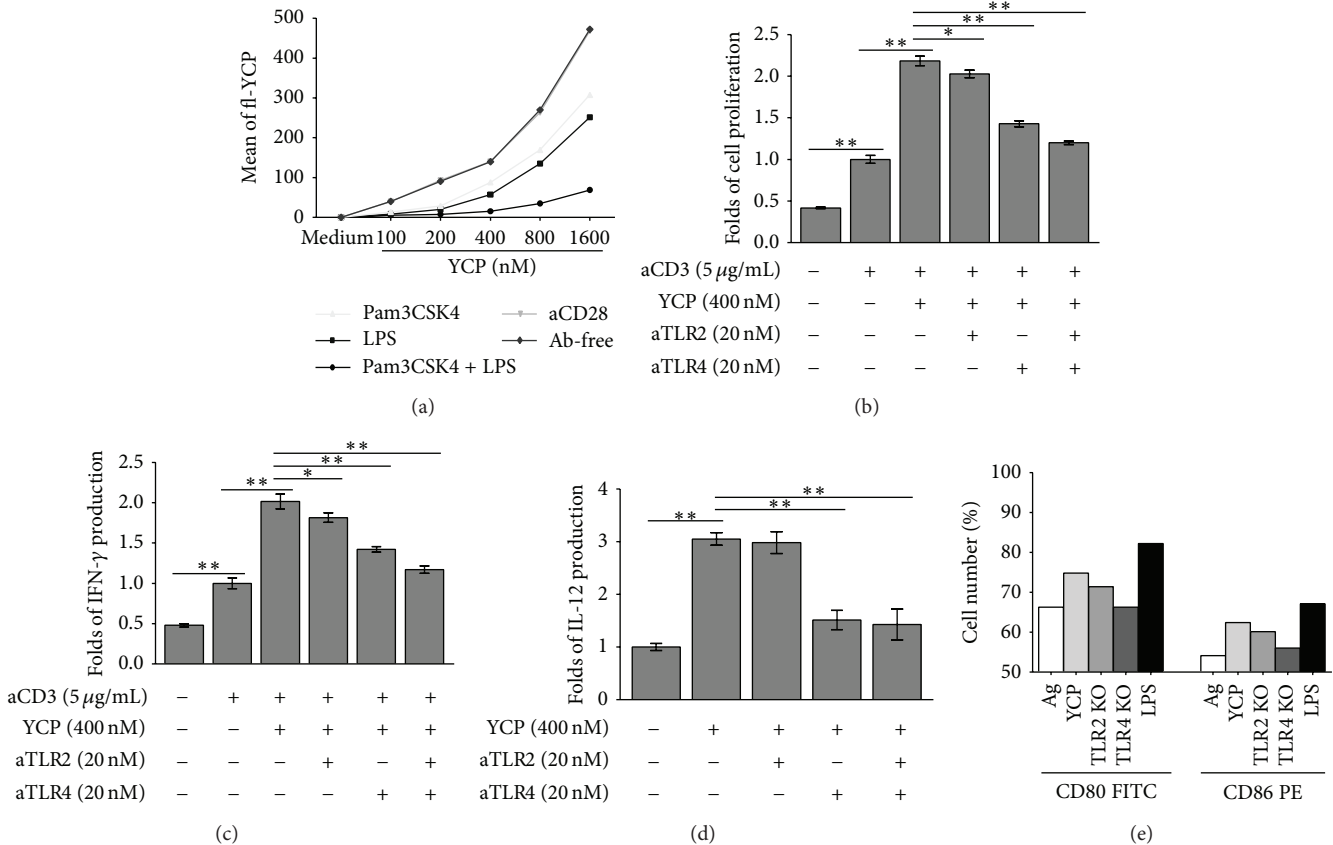 500
400
300
200
100
0
Mean of fl-YCP
Medium 100 200 400 800 1600
YCP (nM)
Pam3CSK4
LPS
Pam3CSK4 + LPS
aCD28
Ab-free
(a)
** 
**
*
**
**
2.5
2.0
1.5
1.0
0.5
0.0
Folds of cell proliferation
aCD3 (5 μg/mL) − + + + + +
YCP (400 nM) − − + + + +
aTLR2 (20 nM) − − − + − +
aTLR4 (20 nM) − − − − + +
(b)
**
**
*
**
**
2.5
2.0
1.5
1.0
0.5
0.0
Folds of IFN-γ production
aCD3 (5 μg/mL) − + + + + +
YCP (400 nM) − − + + + +
aTLR2 (20 nM) − − − + − +
aTLR4 (20 nM) − − − − + +
(c)
**
**
**
4
3
2
1
0
Folds of IL-12 production
YCP (400 nM) − + + + +
aTLR2 (20 nM) − − + − +
aTLR4 (20 nM) − − − + +
(d)
100
90
80
70
60
50
Cell number (%)
Ag
YCP
TLR2 KO
TLR4 KO
LPS
Ag
YCP
TLR2 KO
TLR4 KO
LPS
CD80 FITC
CD86 PE
(e)